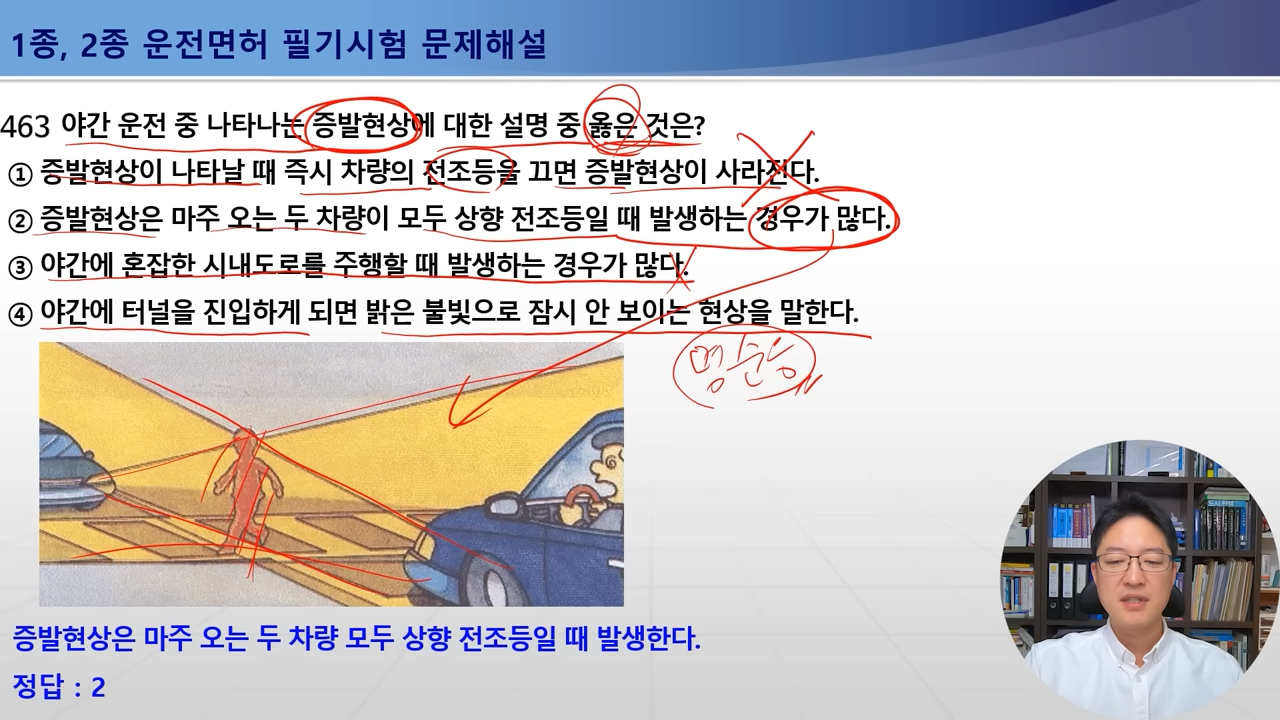 1종, 2종 운전면허 필기시험 문제해설
463 야간 운전 중 나타나는 증발현상에 대한 설명 중 옳은 것은?
① 증발현상이 나타날 때 즉시 차량의 전조등을 끄면 증발현상이 사라진다.
② 증발현상은 마주 오는 두 차량이 모두 상향 전조등일 때 발생하는 경우가 많다.
③ 야간에 혼잡한 시내도로를 주행할 때 발생하는 경우가 많다.
④ 야간에 터널을 진입하게 되면 밝은 불빛으로 잠시 안 보이는 현상을 말한다.
명순응
증발현상은 마주 오는 두 차량 모두 상향 전조등일 때 발생한다.
정답 : 2